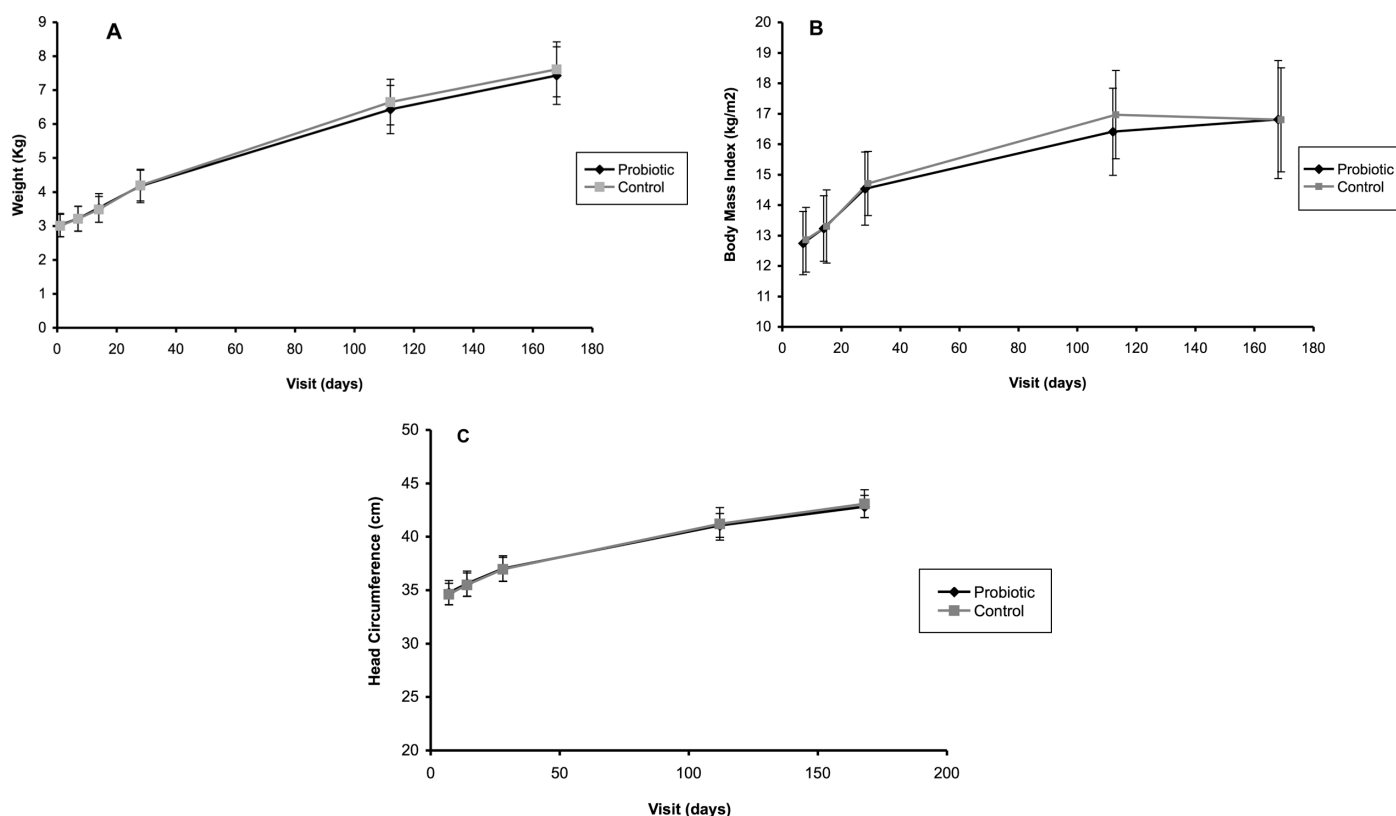 A
9
8
7
6
5
4
3
2
1
0
Weight (Kg)
0 20 40 60 80 100 120 140 160 180
Visit (days)
Probiotic
Control
B
20
19
18
17
16
15
14
13
12
11
10
Body Mass Index (kg/m2)
0 20 40 60 80 100 120 140 160 180
Visit (days)
Probiotic
Control
C
50
45
40
35
30
25
20
Head Circumference (cm)
0 50 100 150 200
Visit (days)
Probiotic
Control